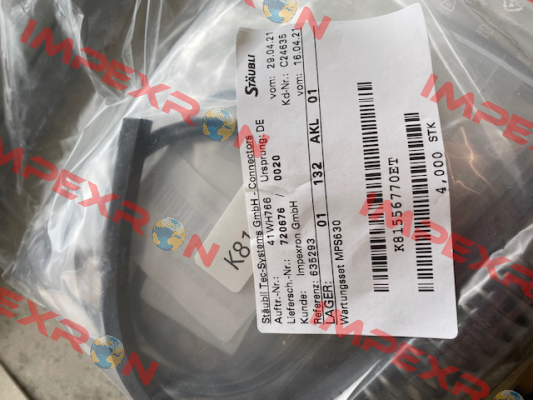 STÄUBLI
Stäubli Tec-Systems GmbH - Connectors
Auftr-Nr.: 41WH766 Ursprung: DE vom: 29.04.21
Liefersch.-Nr.: 720676 / 0020 Kd-Nr.: C24635
Kunde: Impexron GmbH vom: 16.04.21
Referenz: 635293
LAGER: 01 132 AKL 01
Wartungsset MPS630
K81556770ET
4,000 STK
K81
IMPEXRON
IMPEXRON
IMPEXRON
IMPEXRON